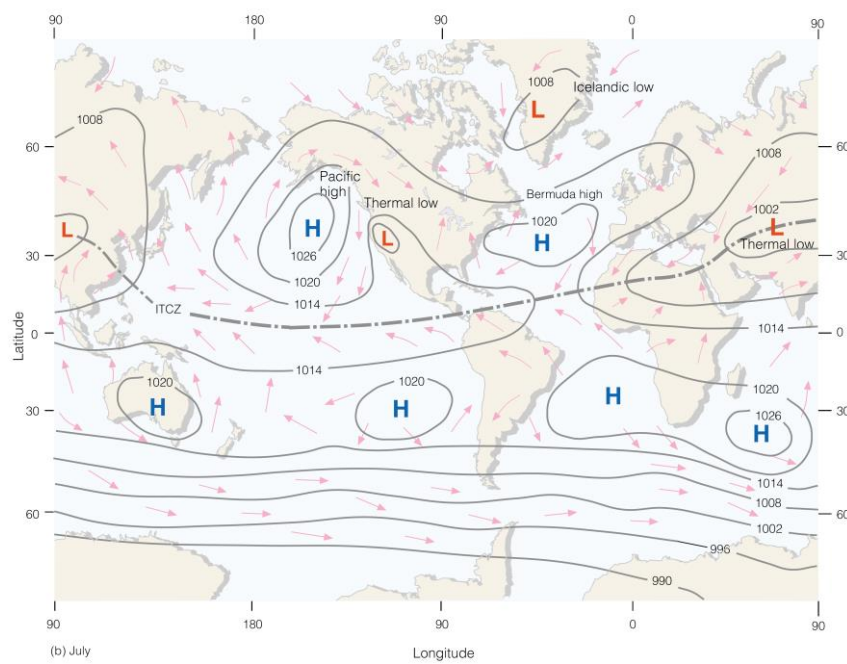 90 180 90 0 90
1008
Icelandic low
L
1008
60
60
1008
Pacific
high
Thermal low
Bermuda high
1002
L
H
L
1020
H
L
Thermal low
30
1026
30
1020
1014
ITCZ
0
1014
0
Latitude
1014
1020
1020
1020
H
H
H
30
1026
30
H
1014
1008
60
1002
60
996
990
90 180 90 0 90
(b) July
Longitude